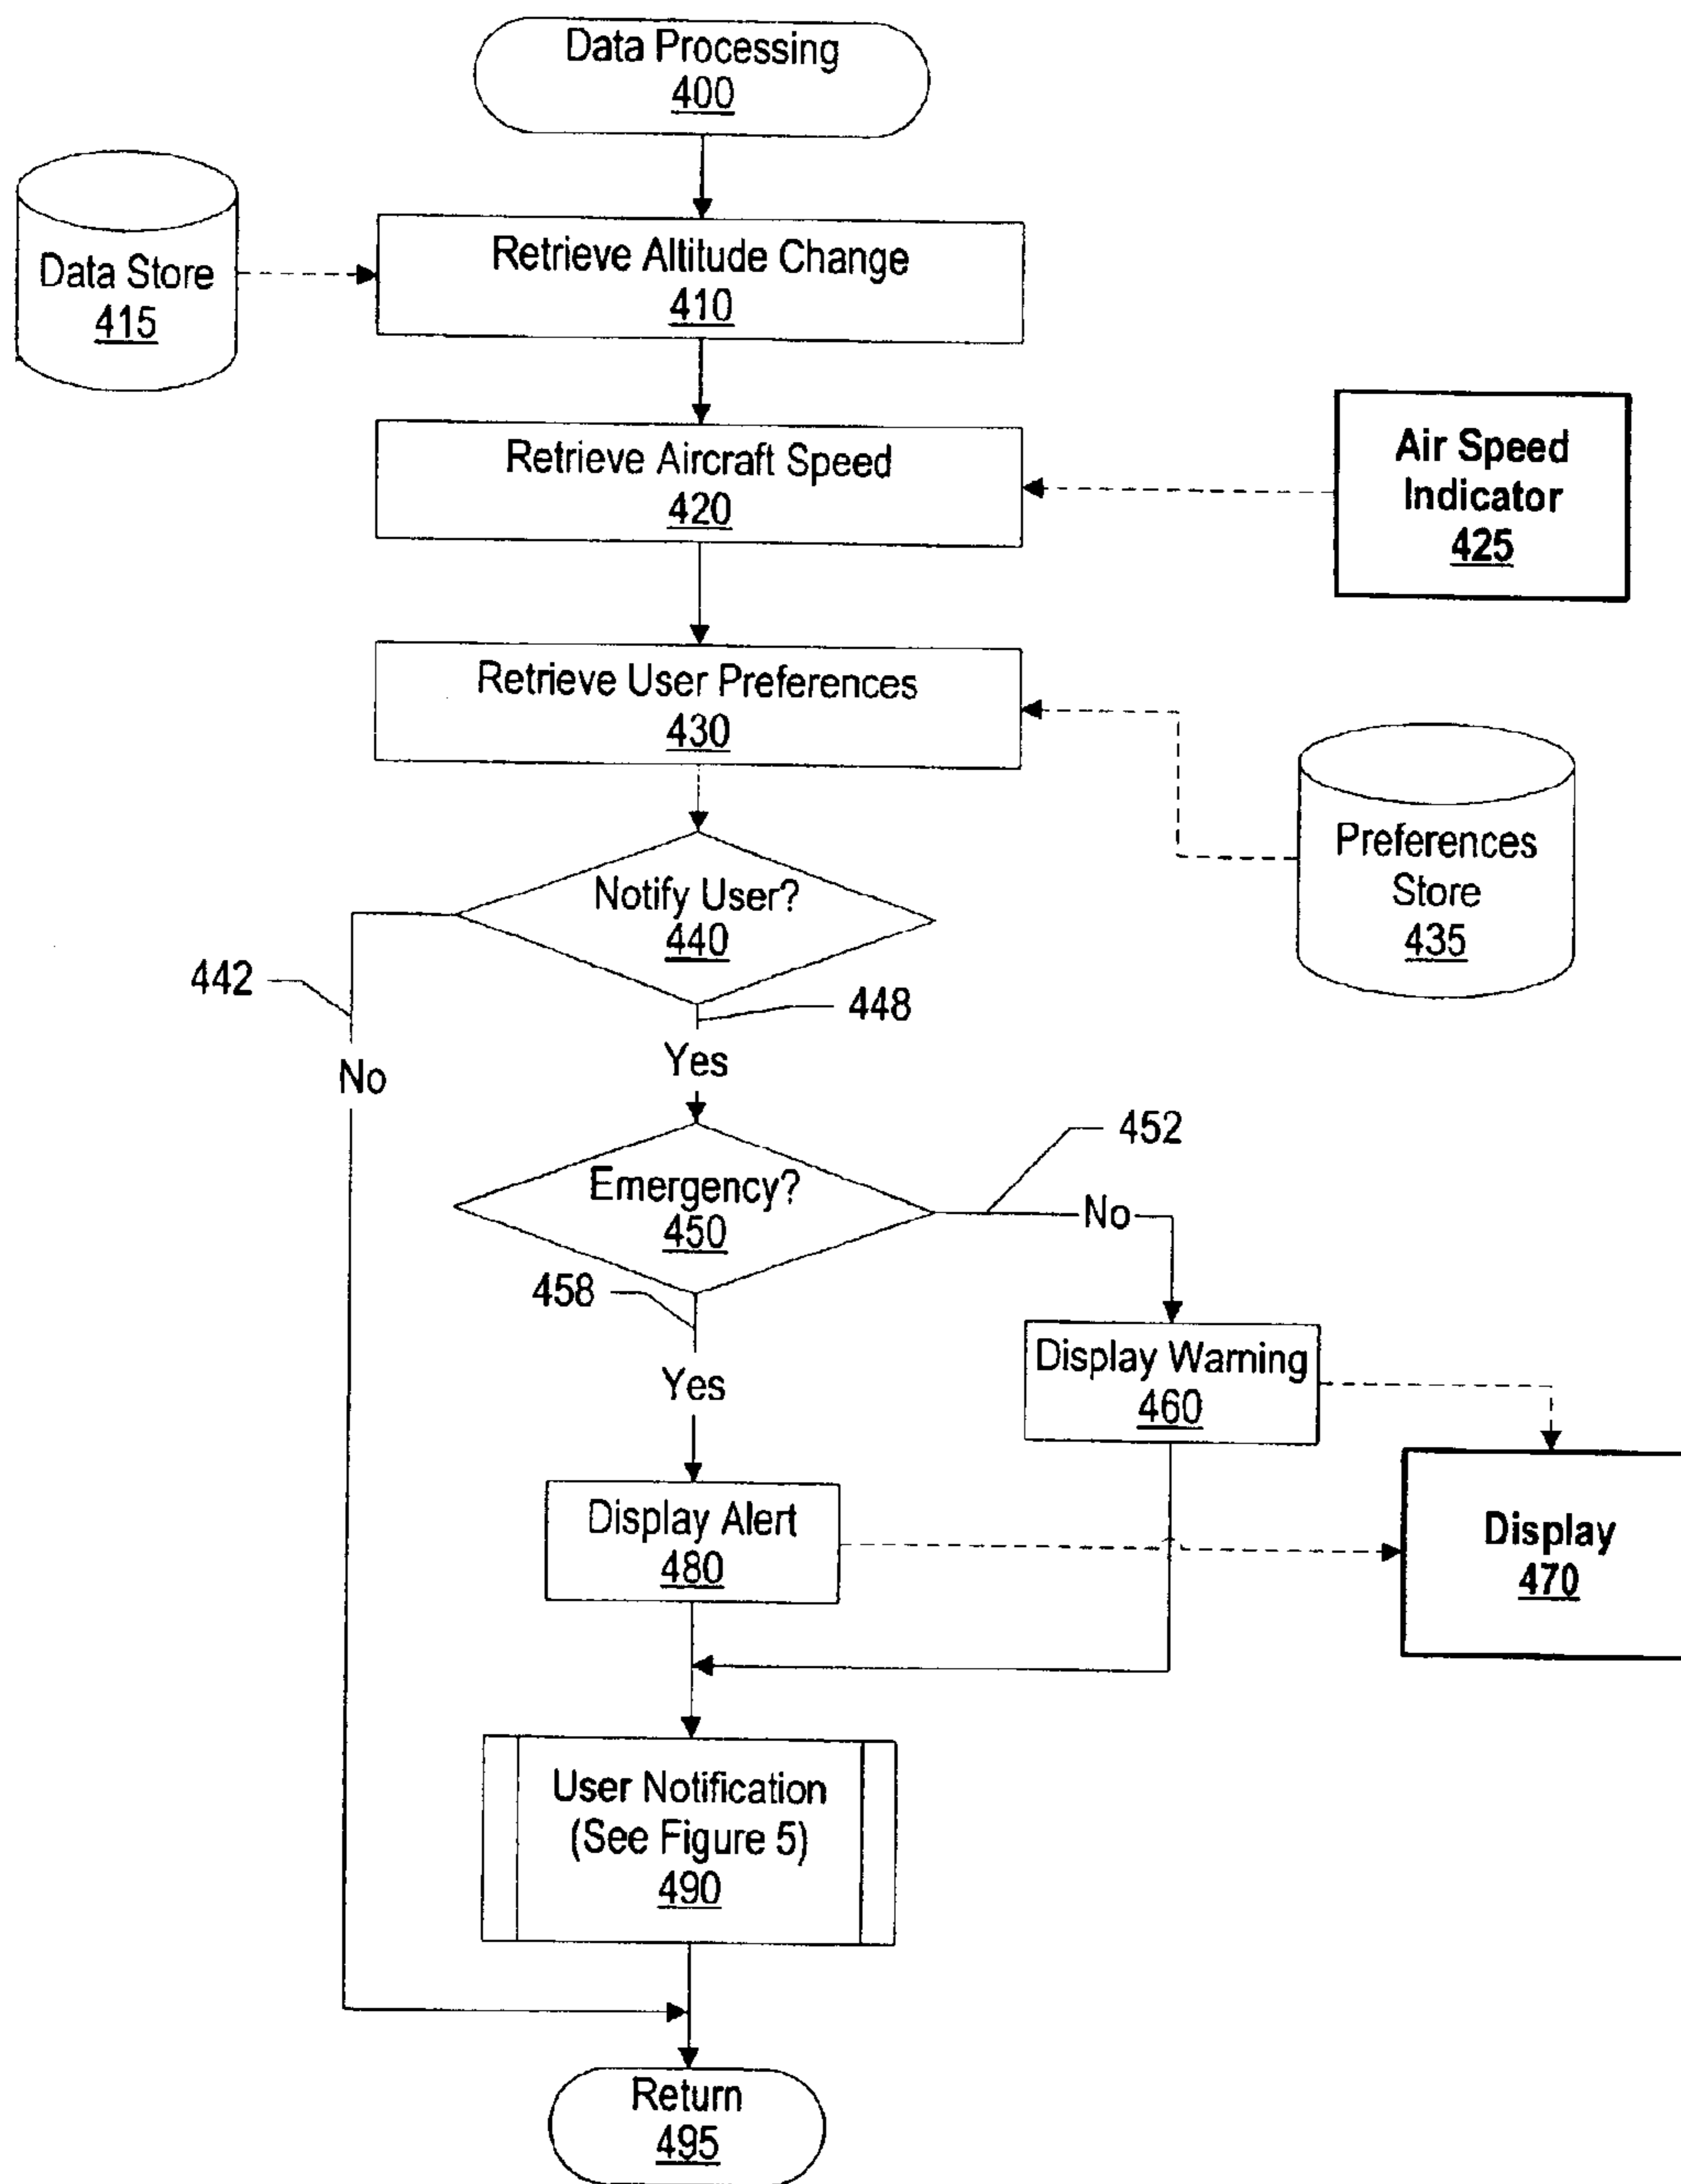 Data Processing
400
Data Store
415
Retrieve Altitude Change
410
Retrieve Aircraft Speed
420
Air Speed
Indicator
425
Retrieve User Preferences
430
Preferences
Store
435
Notify User?
440
442
448
No
Yes
452
Emergency?
450
No
458
Yes
Display Warning
460
Display Alert
480
Display
470
User Notification
(See Figure 5)
490
Return
495